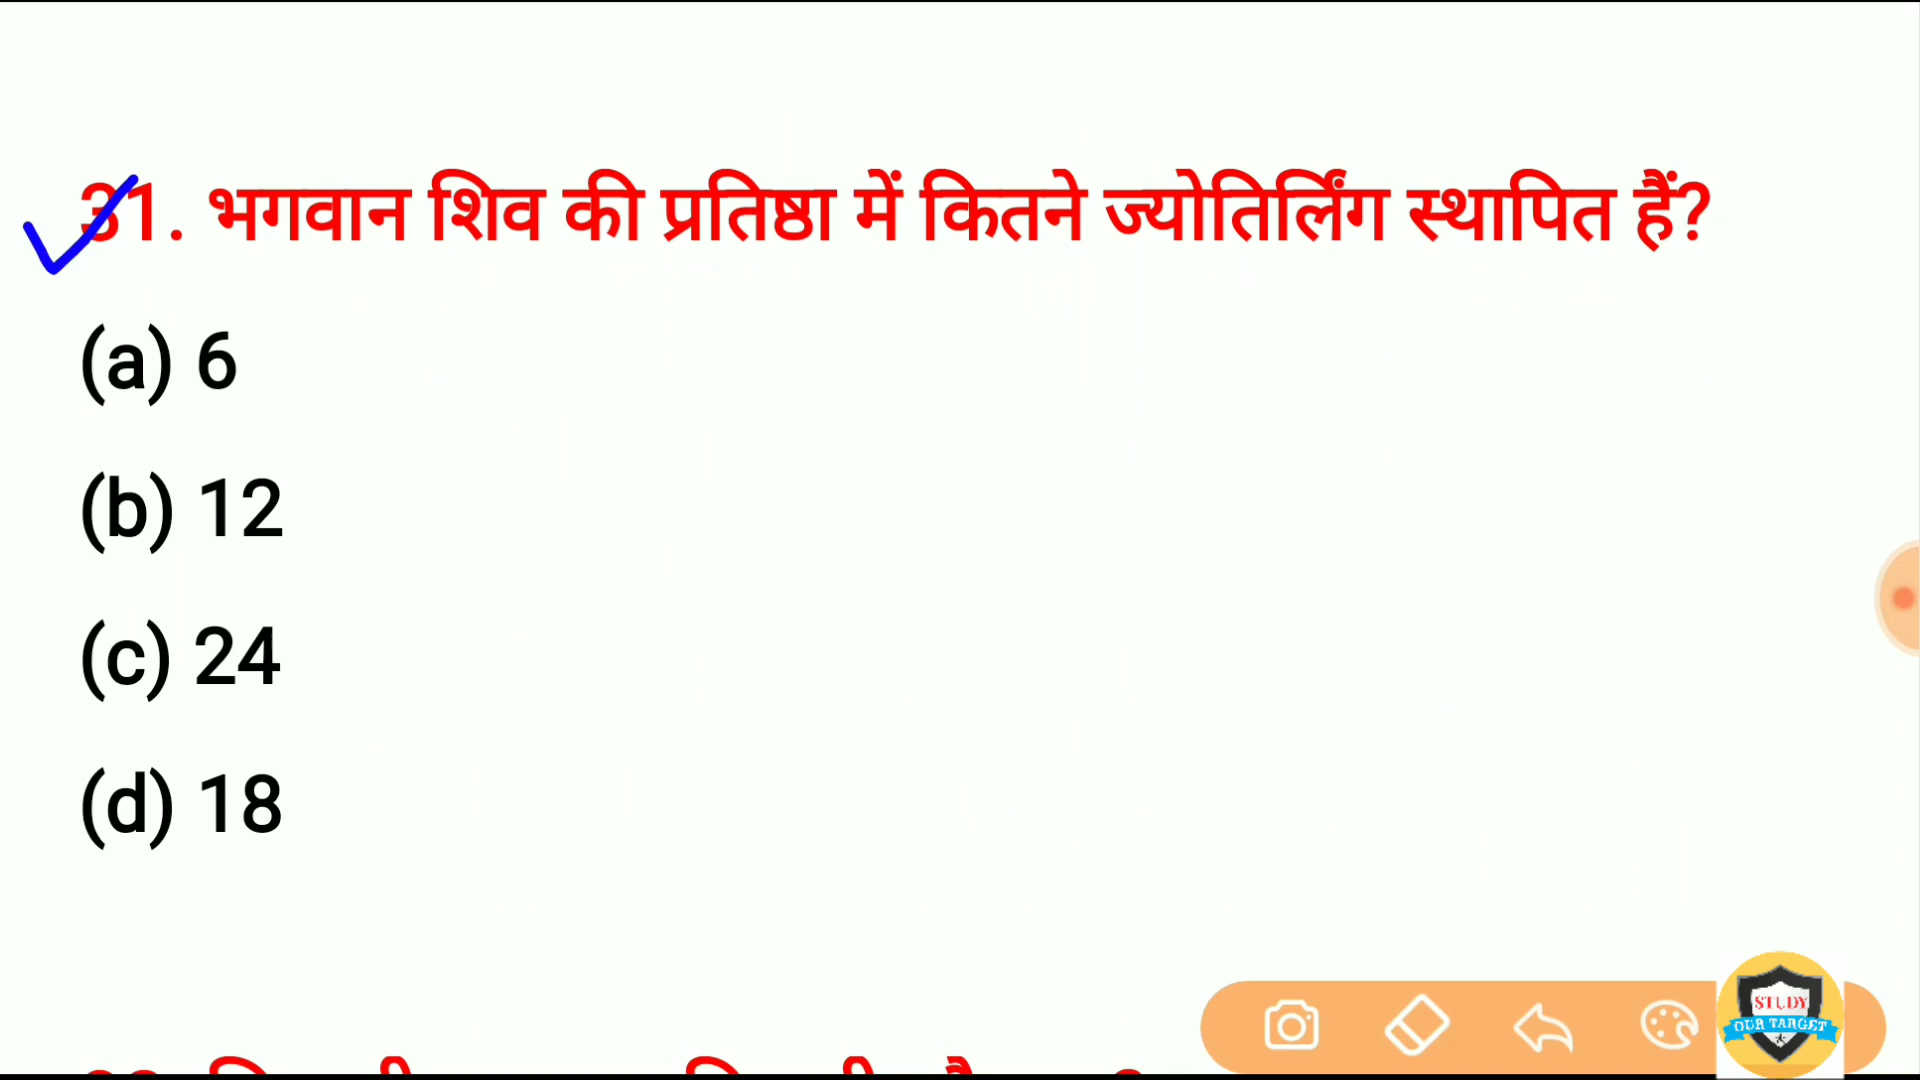 31. भगवान शिव की प्रतिष्ठा में कितने ज्योतिर्लिंग स्थापित हैं?
(a) 6
(b) 12
(c) 24
(d) 18
STUDY
OUR TARGET